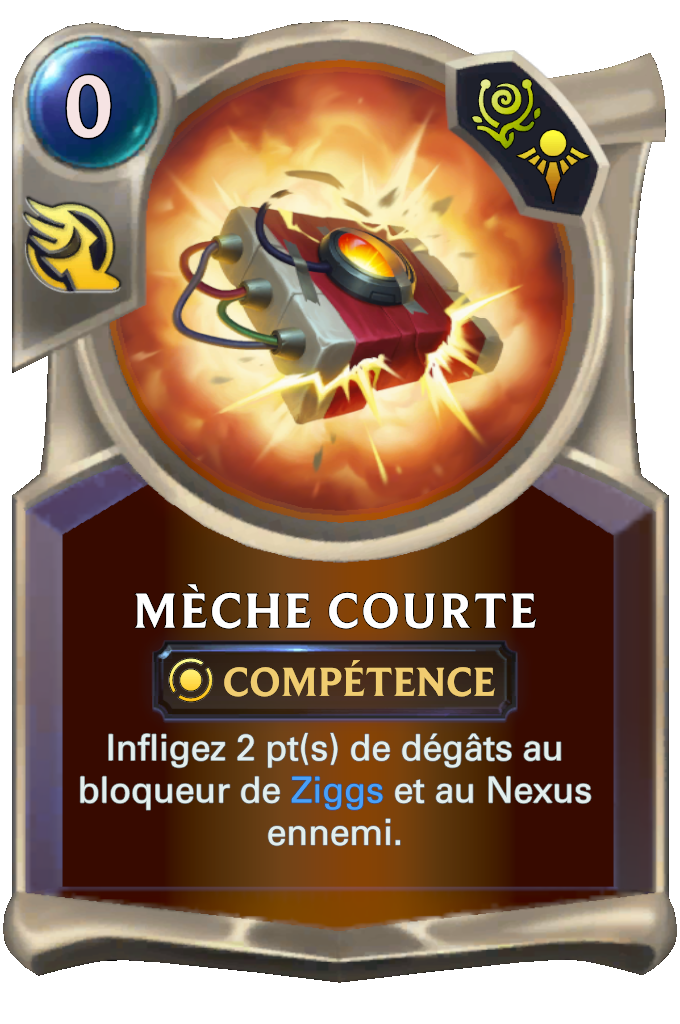 0
MÈCHE COURTE
COMPÉTENCE
Infligez 2 pt(s) de dégâts au
bloqueur de Ziggs et au Nexus
ennemi.